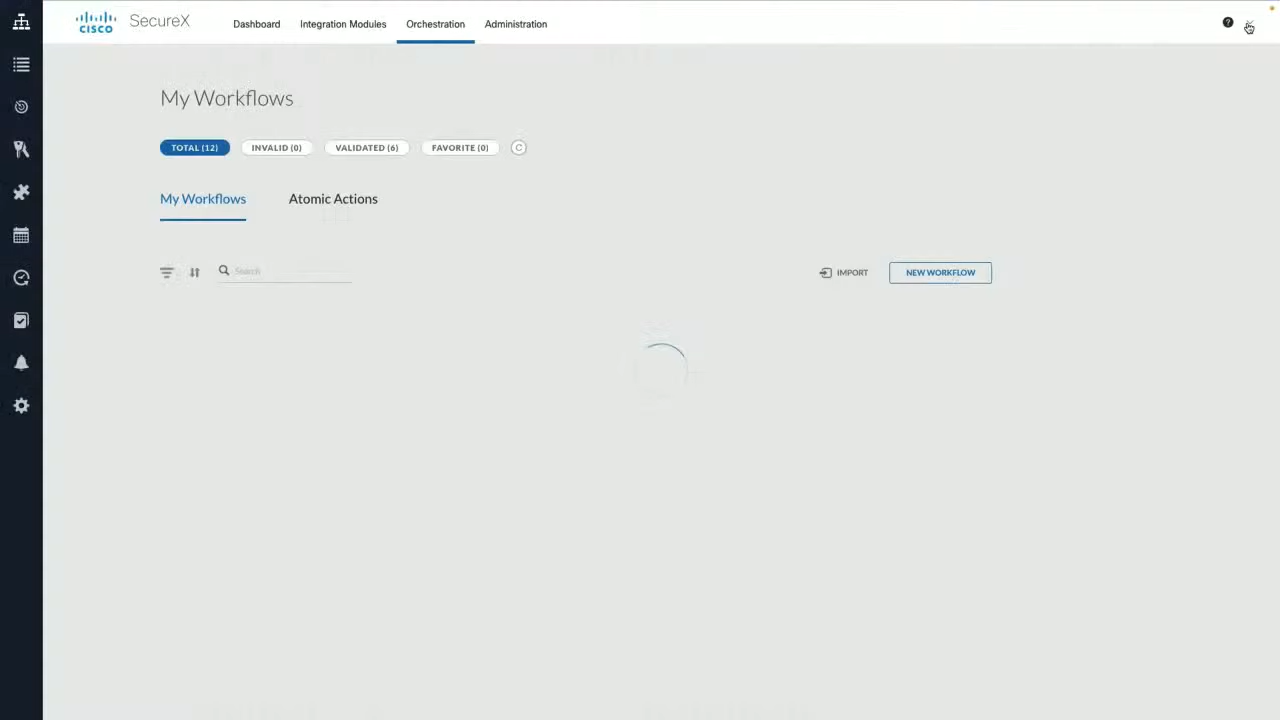 CISCO SecureX Dashboard Integration Modules Orchestration Administration ?
My Workflows
TOTAL (12) INVALID (0) VALIDATED (6) FAVORITE (0)
My Workflows Atomic Actions
Search IMPORT NEW WORKFLOW